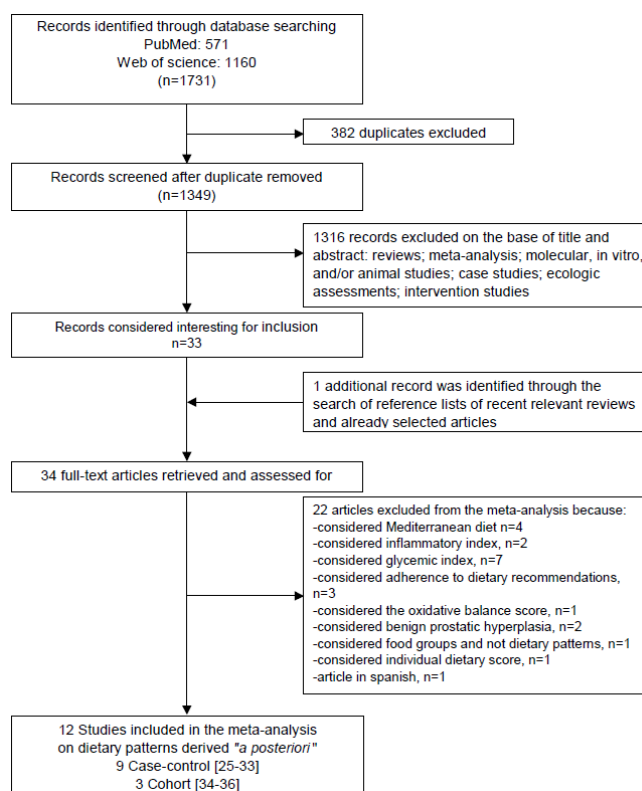 Records identified through database searching
PubMed: 571
Web of science: 1160
(n=1731)
382 duplicates excluded
Records screened after duplicate removed
(n=1349)
1316 records excluded on the base of title and
abstract: reviews; meta-analysis; molecular, in vitro,
and/or animal studies; case studies; ecologic
assessments; intervention studies
Records considered interesting for inclusion
n=33
1 additional record was identified through the
search of reference lists of recent relevant reviews
and already selected articles
34 full-text articles retrieved and assessed for
22 articles excluded from the meta-analysis because:
-considered Mediterranean diet n=4
-considered inflammatory index, n=2
-considered glycemic index, n=7
-considered adherence to dietary recommendations,
n=3
-considered the oxidative balance score, n=1
-considered benign prostatic hyperplasia, n=2
-considered food groups and not dietary patterns, n=1
-considered individual dietary score, n=1
-article in spanish, n=1
12 Studies included in the meta-analysis
on dietary patterns derived "a posteriori"
9 Case-control [25-33]
3 Cohort [34-36]